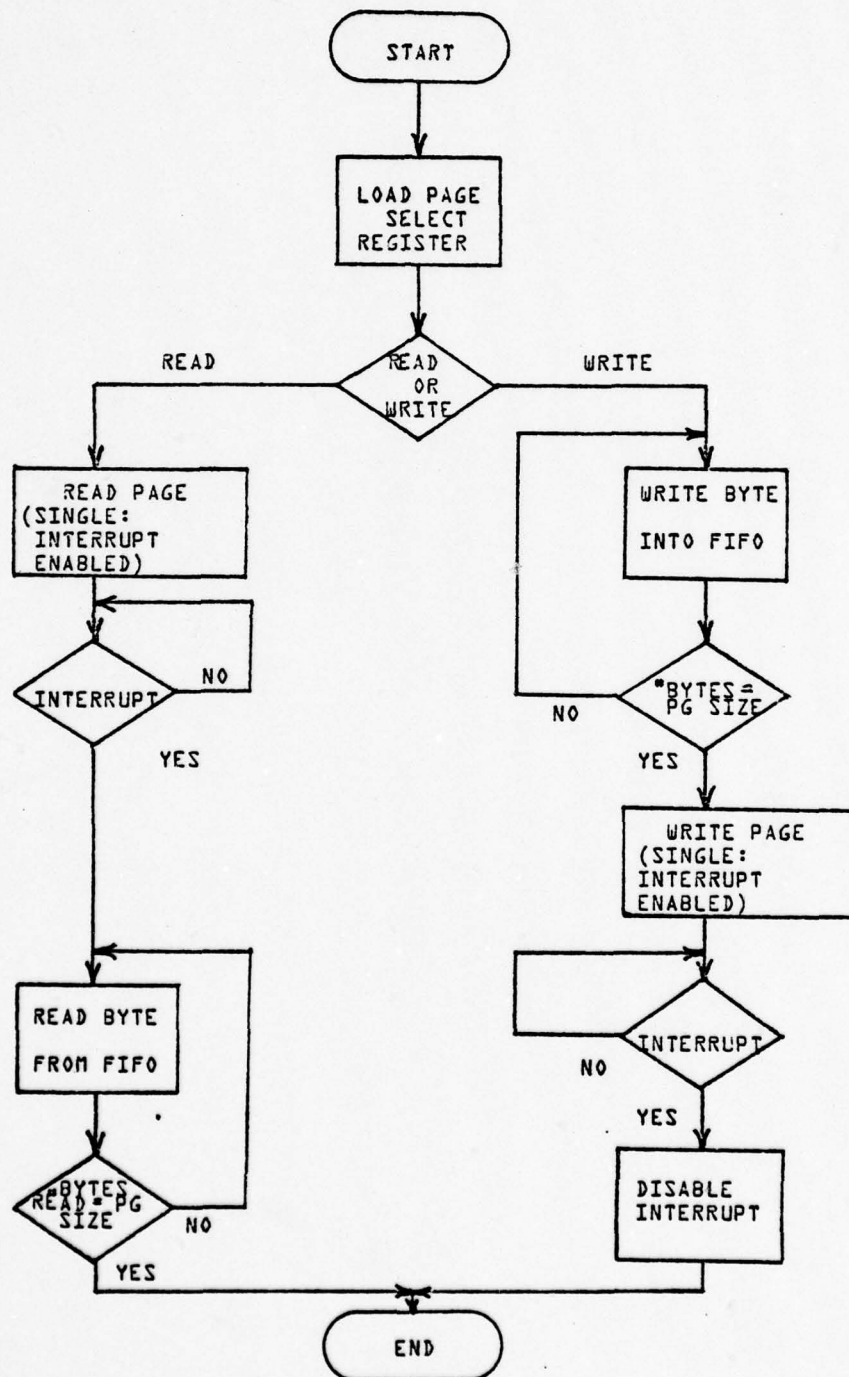 START
LOAD PAGE
SELECT
REGISTER
READ
OR
WRITE
READ
WRITE
READ PAGE
(SINGLE:
INTERRUPT
ENABLED)
INTERRUPT
NO
YES
READ BYTE
FROM FIFO
#BYTES
READ = PG
SIZE
NO
YES
WRITE BYTE
INTO FIFO
#BYTES =
PG SIZE
NO
YES
WRITE PAGE
(SINGLE:
INTERRUPT
ENABLED)
INTERRUPT
NO
YES
DISABLE
INTERRUPT
END